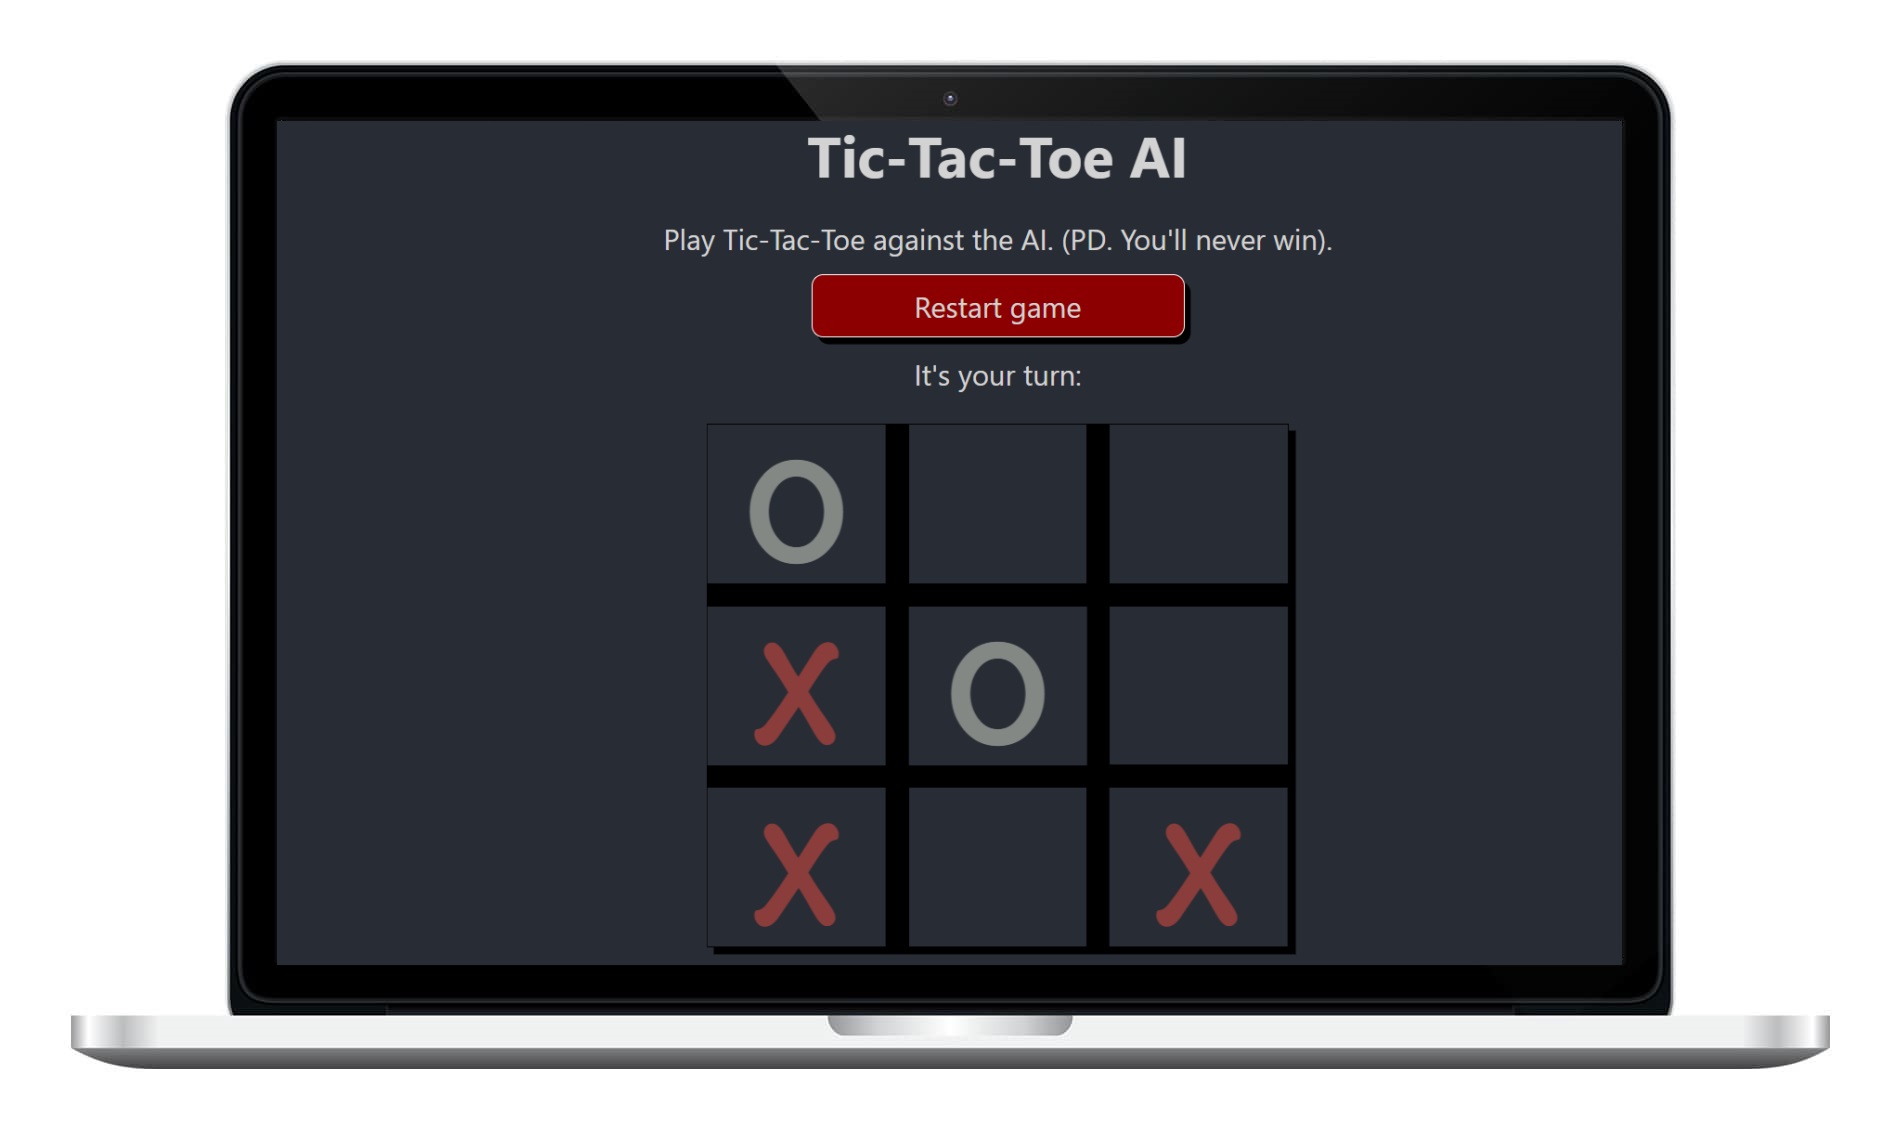 Tic-Tac-Toe AI
Play Tic-Tac-Toe against the AI. (PD. You'll never win).
Restart game
It's your turn:
O
X O
X X